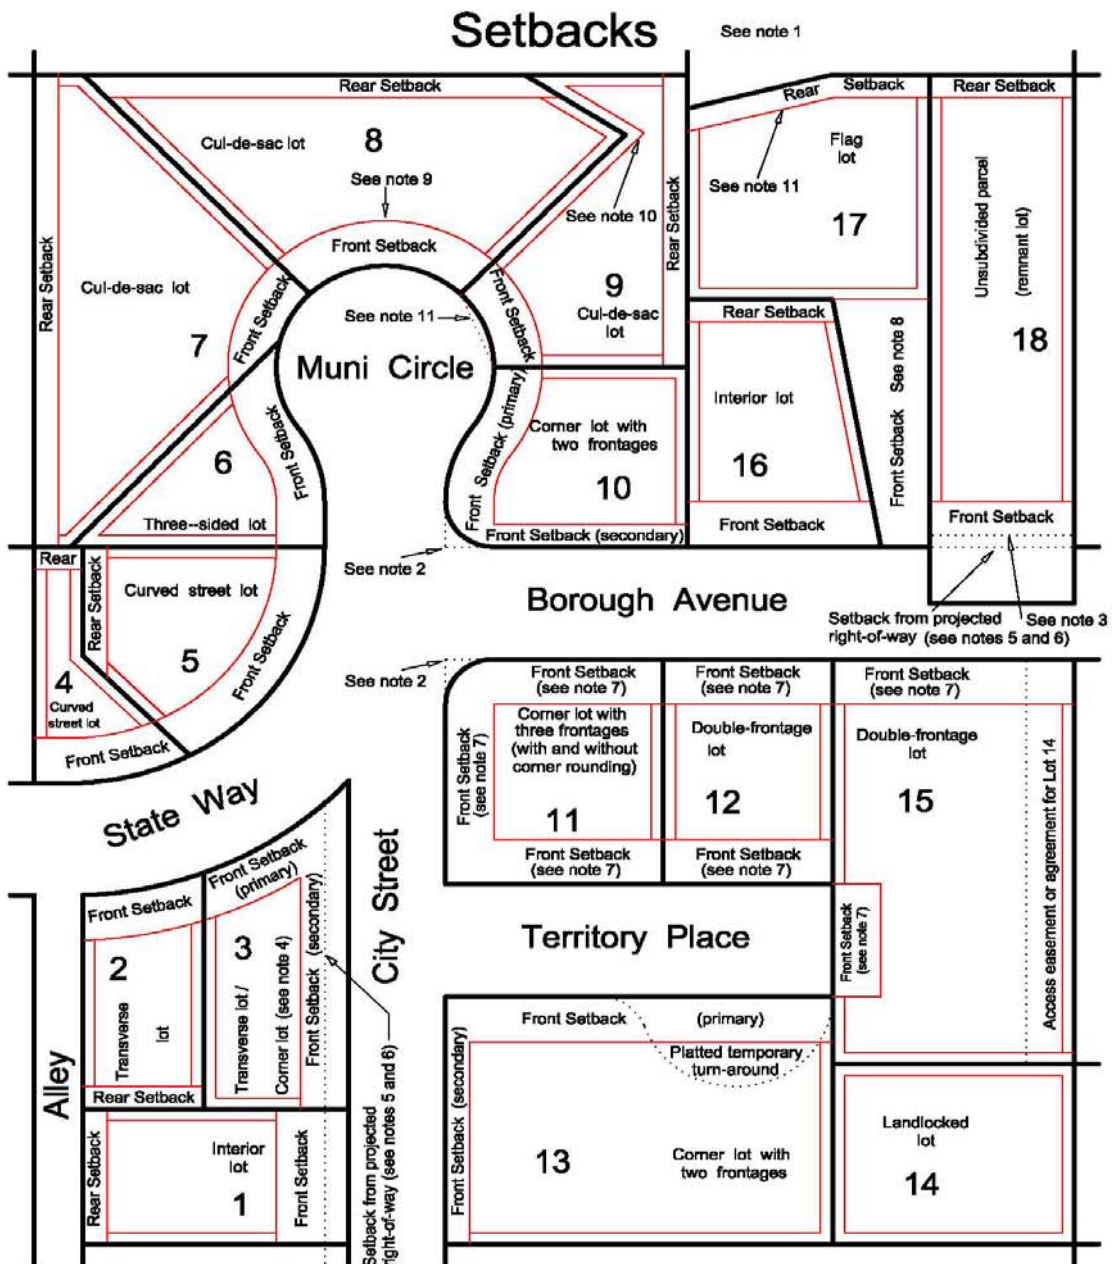 Setbacks
See note 1
Rear Setback
Cul-de-sac lot
8
See note 9
Front Setback
See note 10
Rear Setback
9
Cul-de-sac
lot
Front Setback
Rear Setback
Flag
lot
See note 11
17
Rear Setback
Unsubdivided parcel
(remnant lot)
18
Front Setback
Rear Setback
Cul-de-sac lot
7
Front Setback
See note 11
Muni Circle
Rear Setback
Interior lot
16
Front Setback
Front Setback See note 8
Front Setback
6
Three--sided lot
Front Setback (primary)
Corner lot with
two frontages
10
Front Setback (secondary)
See note 2
Borough Avenue
Setback from projected
right-of-way (see notes 5 and 6)
See note 3
Rear
Rear Setback
Curved street lot
5
Front Setback
4
Curved
street lot
Front Setback
See note 2
Front Setback
(see note 7)
Front Setback
(see note 7)
Corner lot with
three frontages
(with and without
corner rounding)
11
Front Setback
(see note 7)
Front Setback
(see note 7)
Double-frontage
lot
12
Front Setback
(see note 7)
Front Setback
(see note 7)
Double-frontage
lot
15
Front Setback
(see note 7)
Access easement or agreement for Lot 14
State Way
City Street
Territory Place
Front Setback
2
Transverse
lot
Rear Setback
Front Setback
(primary)
3
Transverse lot /
Corner lot (see note 4)
Front Setback (secondary)
Alley
Rear Setback
Interior
lot
1
Front Setback
Setback from projected
right-of-way (see notes 5 and 6)
Front Setback (primary)
Platted temporary
turn-around
Front Setback (secondary)
13
Corner lot with
two frontages
Landlocked
lot
14